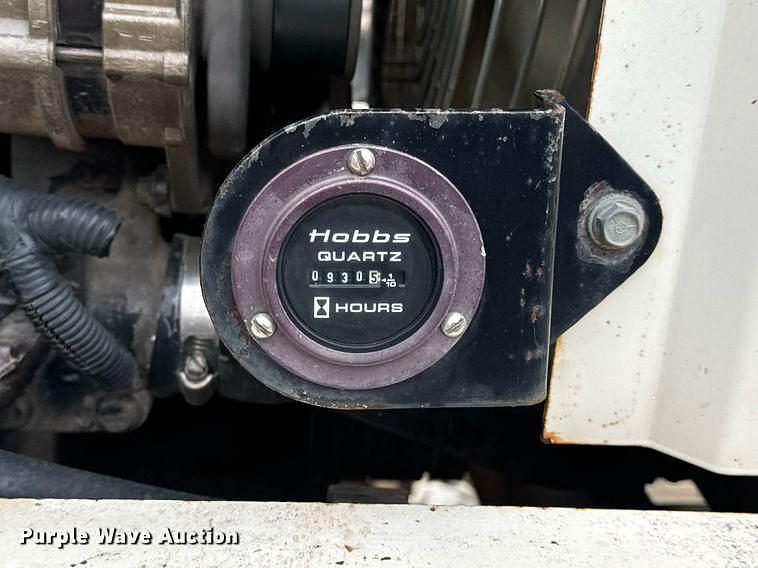 Hobbs
QUARTZ
09305 1/10
HOURS
Purple Wave Auction